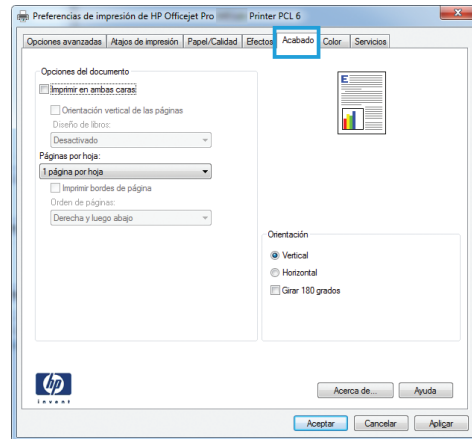 Preferencias de impresión de HP Officejet Pro Printer PCL 6
Opciones avanzadas Atajos de impresión Papel/Calidad Efectos Acabado Color Servicios
Opciones del documento
Imprimir en ambas caras
Orientación vertical de las páginas
Diseño de libros:
Desactivado
Páginas por hoja:
1 página por hoja
Imprimir bordes de página
Orden de páginas:
Derecha y luego abajo
E
Orientación
Vertical
Horizontal
Girar 180 grados
hp
invent
Acerca de... Ayuda
Aceptar Cancelar Aplicar